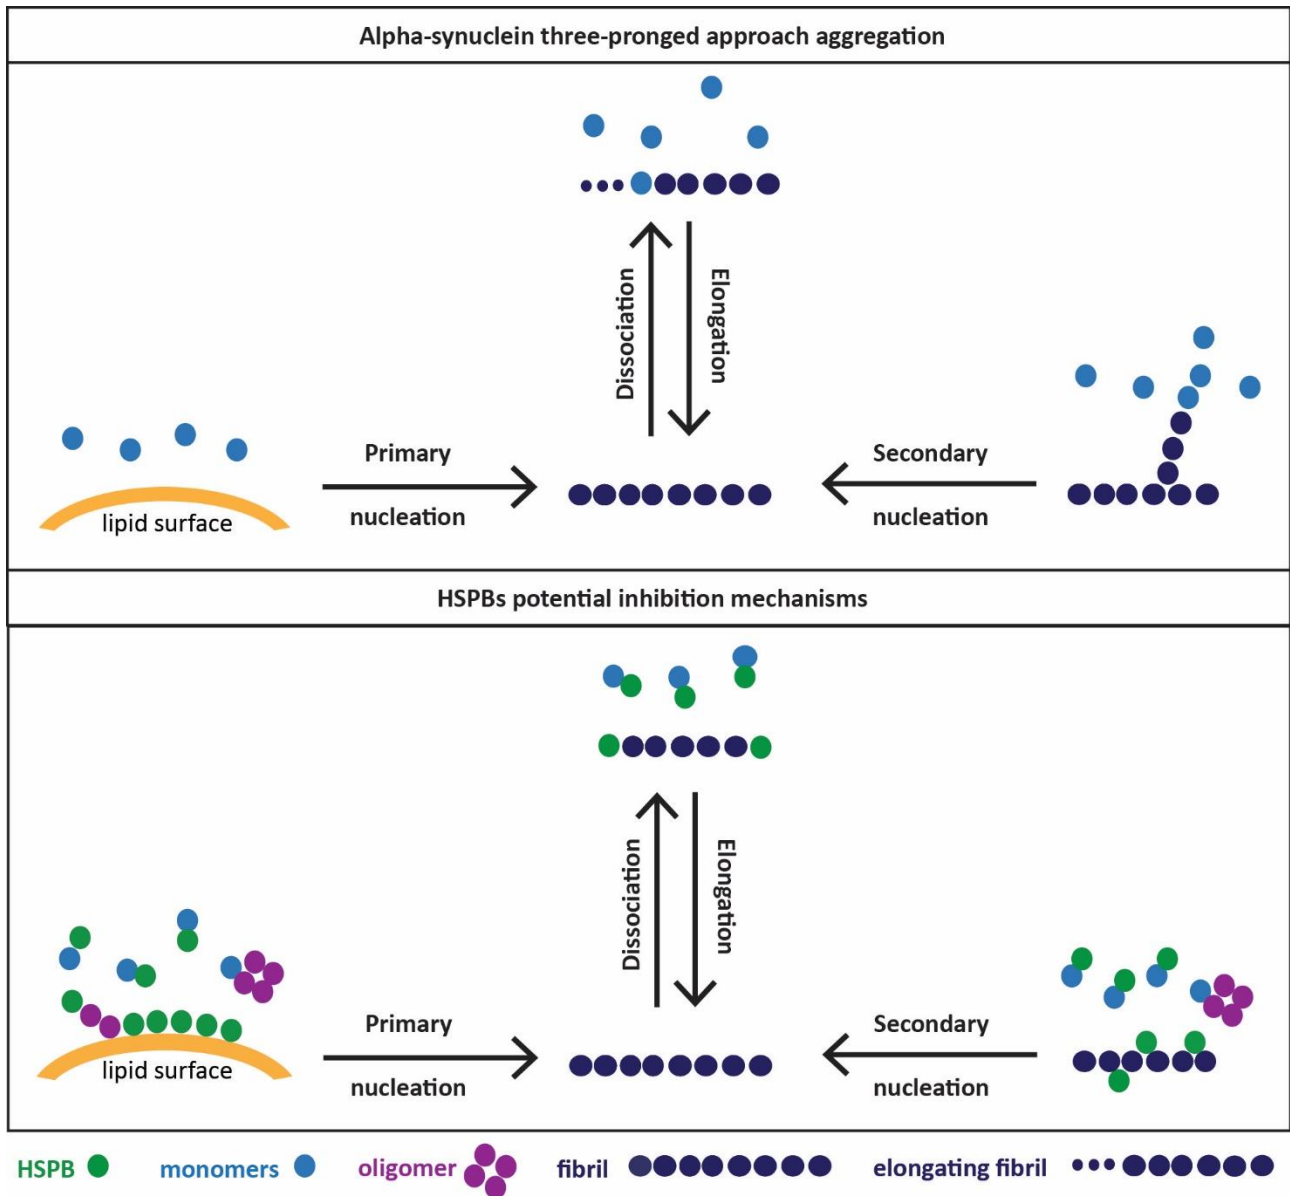 Alpha-synuclein three-pronged approach aggregation
Dissociation
Elongation
Primary
nucleation
Secondary
nucleation
lipid surface
HSPBs potential inhibition mechanisms
Dissociation
Elongation
Primary
nucleation
Secondary
nucleation
lipid surface
HSPB monomers oligomer fibril elongating fibril